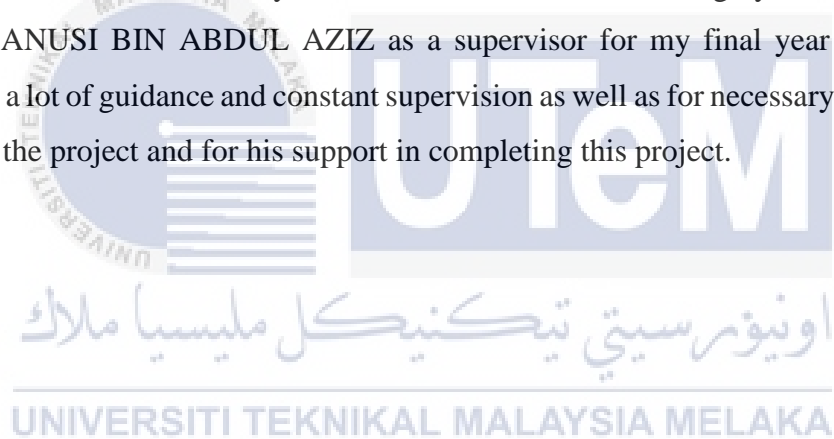 ANUSI BIN ABDUL AZIZ as a supervisor for my final year
a lot of guidance and constant supervision as well as for necessary
the project and for his support in completing this project.
UTeM
اونيۏرسيتي تيکنيکل مليسيا ملاك
UNIVERSITI TEKNIKAL MALAYSIA MELAKA